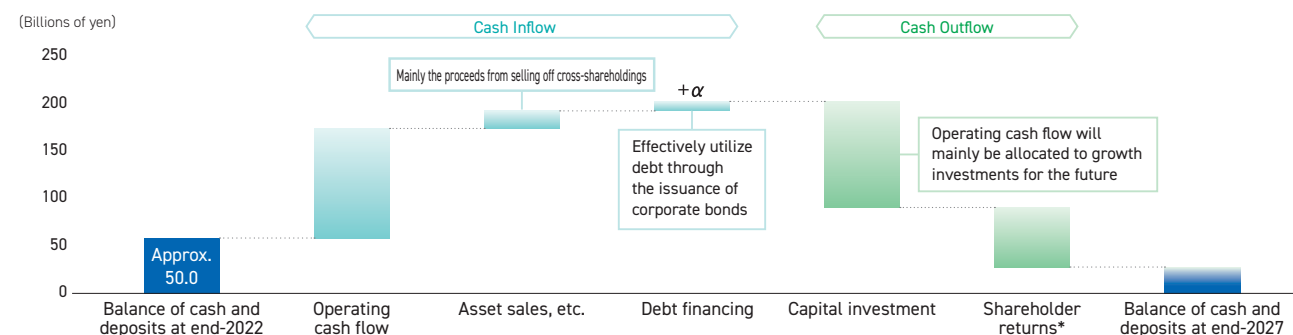 (Billions of yen)
Cash Inflow
Cash Outflow
250
200
150
100
50
0
Mainly the proceeds from selling off cross-shareholdings
+α
Effectively utilize
debt through
the issuance of
corporate bonds
Operating cash flow will
mainly be allocated to growth
investments for the future
Approx.
50.0
Balance of cash and
deposits at end-2022
Operating
cash flow
Asset sales, etc.
Debt financing
Capital investment
Shareholder
returns*
Balance of cash and
deposits at end-2027